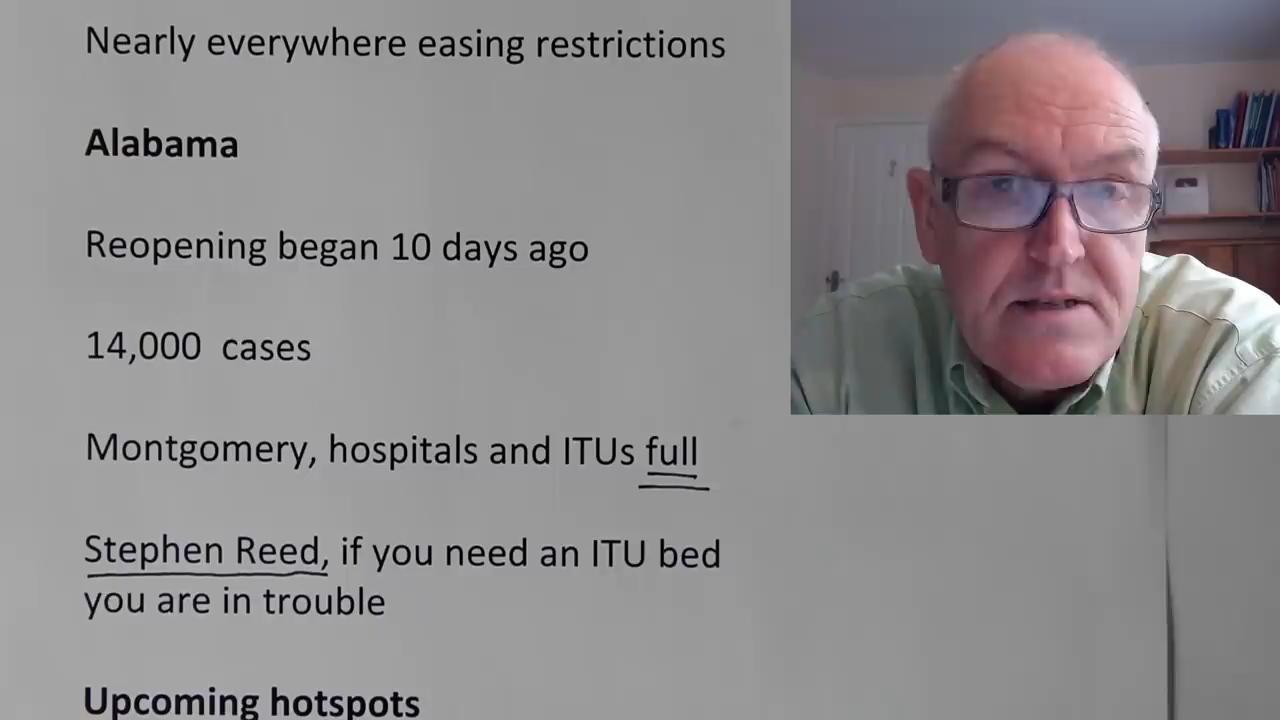 Nearly everywhere easing restrictions
Alabama
Reopening began 10 days ago
14,000 cases
Montgomery, hospitals and ITUs full
Stephen Reed, if you need an ITU bed
you are in trouble
Upcoming hotspots